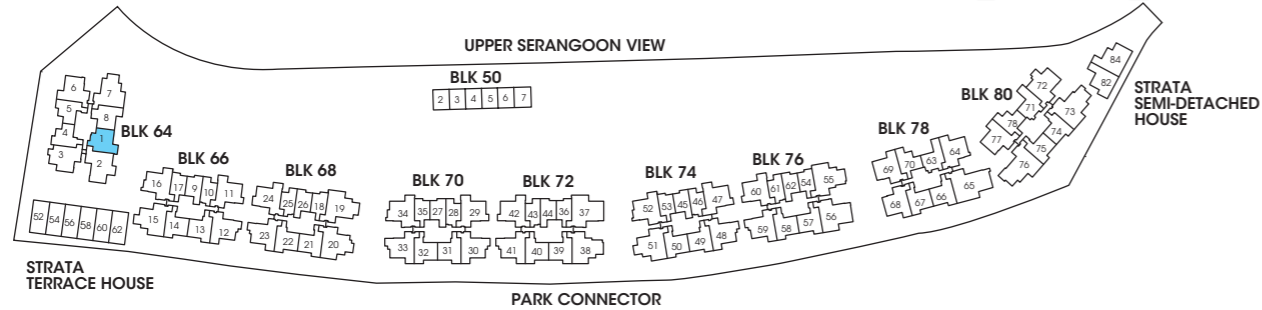 UPPER SERANGOON VIEW
BLK 50
2 3 4 5 6 7
BLK 64
6 7
5 8
4 1
3 2
BLK 66
16 17 9 10 11
15 14 13 12
BLK 68
24 25 26 18 19
23 22 21 20
BLK 70
34 35 27 28 29
33 32 31 30
BLK 72
42 43 44 36 37
41 40 39 38
BLK 74
52 53 45 46 47
51 50 49 48
BLK 76
60 61 62 54 55
59 58 57 56
BLK 78
69 70 63 64
68 67 66 65
BLK 80
72
71 73
78 74
77 75
76
84
82
STRATA
SEMI-DETACHED
HOUSE
52 54 56 58 60 62
STRATA
TERRACE HOUSE
PARK CONNECTOR